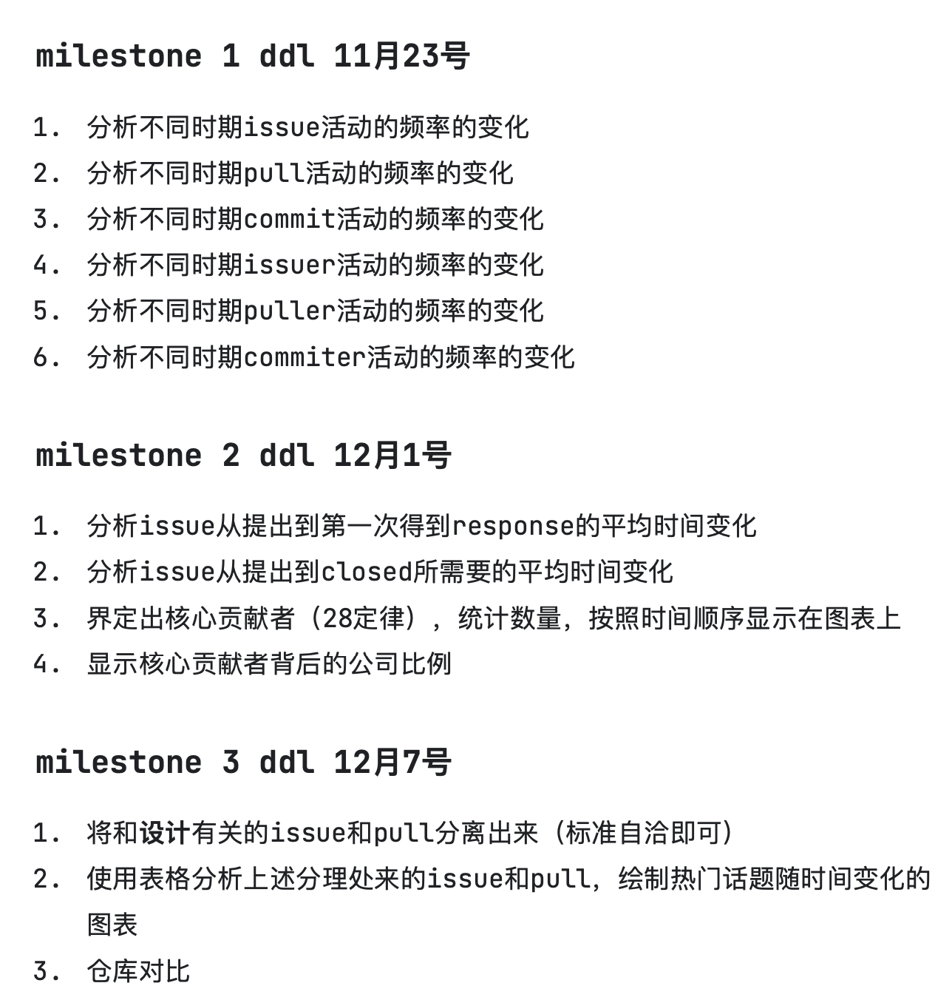 milestone 1 ddl 11月23号
1. 分析不同时期issue活动的频率的变化
2. 分析不同时期pull活动的频率的变化
3. 分析不同时期commit活动的频率的变化
4. 分析不同时期issuer活动的频率的变化
5. 分析不同时期puller活动的频率的变化
6. 分析不同时期commiter活动的频率的变化
milestone 2 ddl 12月1号
1. 分析issue从提出到第一次得到response的平均时间变化
2. 分析issue从提出到closed所需要的平均时间变化
3. 界定出核心贡献者（28定律），统计数量，按照时间顺序显示在图表上
4. 显示核心贡献者背后的公司比例
milestone 3 ddl 12月7号
1. 将和设计有关的issue和pull分离出来（标准自洽即可）
2. 使用表格分析上述分理处来的issue和pull，绘制热门话题随时间变化的
图表
3. 仓库对比